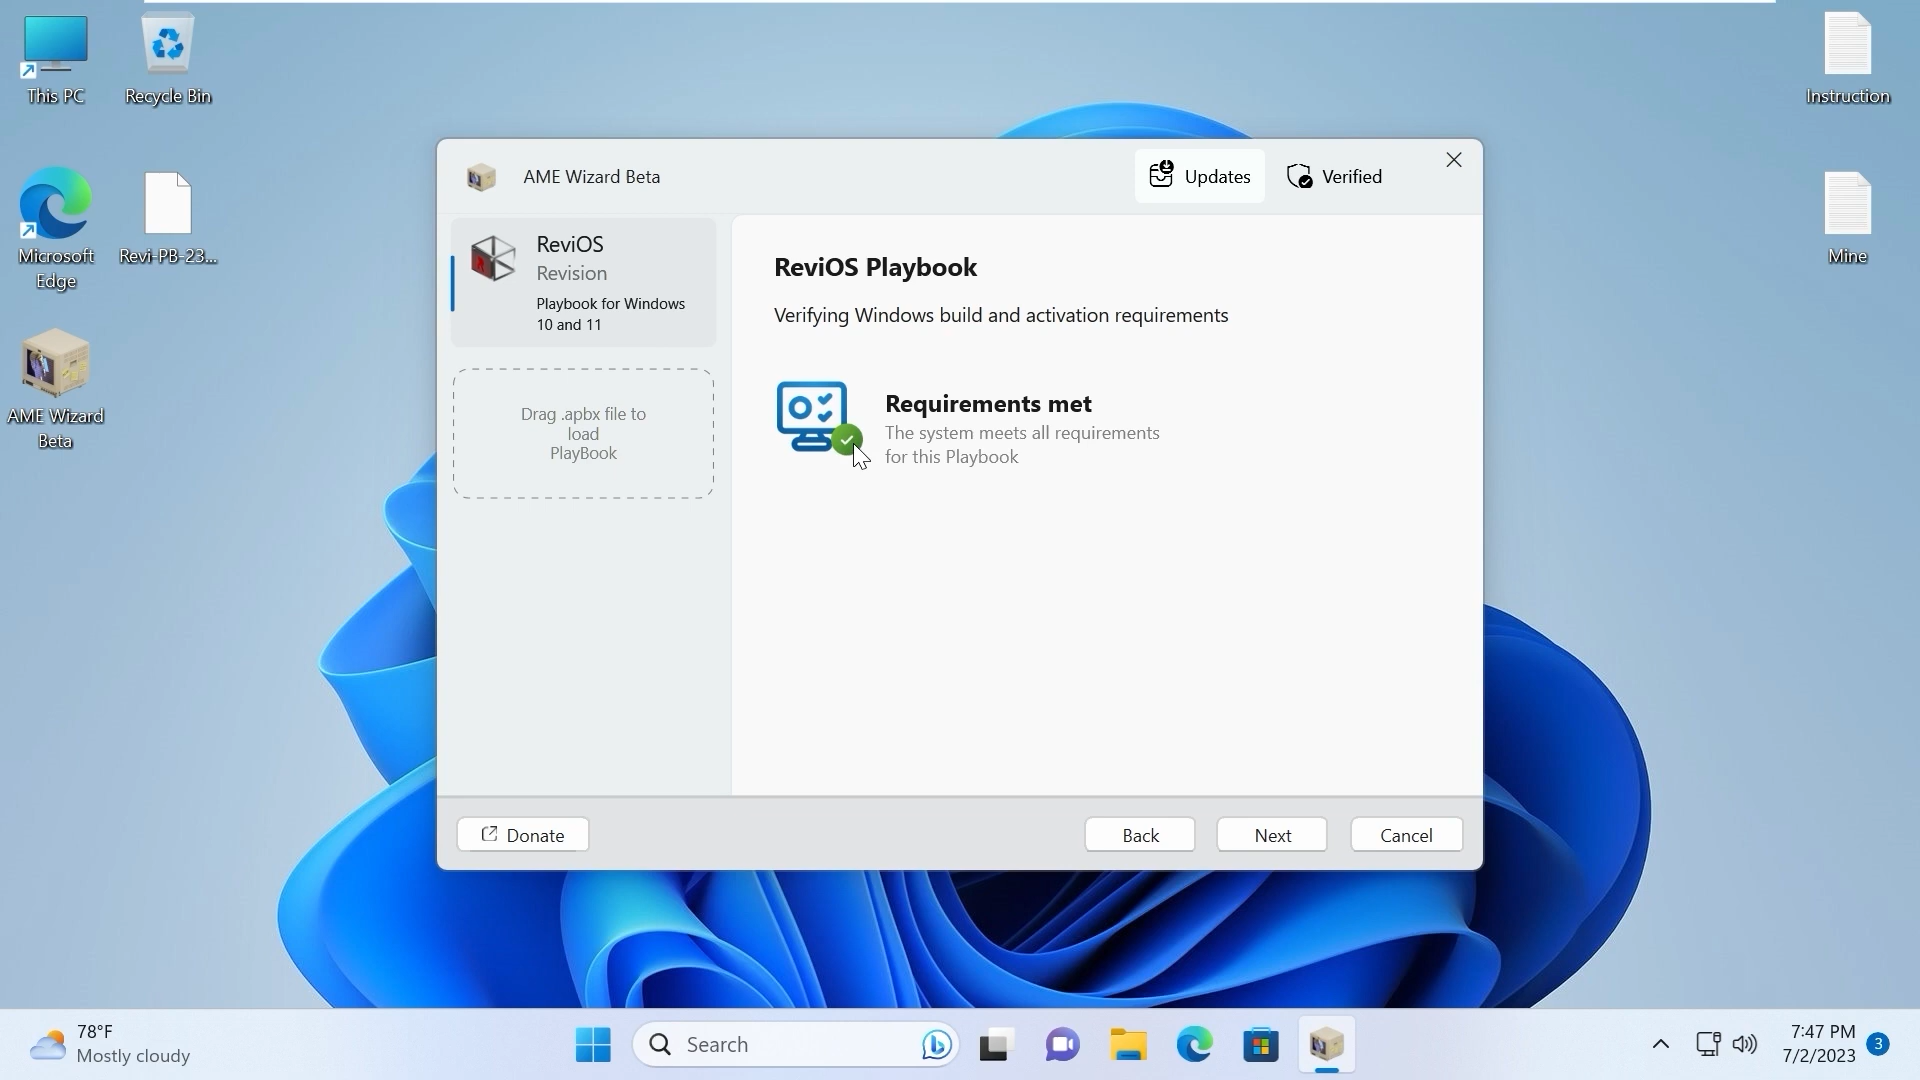 This PC
Recycle Bin
Instruction
Microsoft
Edge
Revi-PB-23...
Mine
AME Wizard
Beta
AME Wizard Beta
Updates
Verified
ReviOS
Revision
Playbook for Windows
10 and 11
Drag .apbx file to
load
PlayBook
ReviOS Playbook
Verifying Windows build and activation requirements
Requirements met
The system meets all requirements
for this Playbook
Donate
Back
Next
Cancel
78°F
Mostly cloudy
Search
7:47 PM
7/2/2023
3